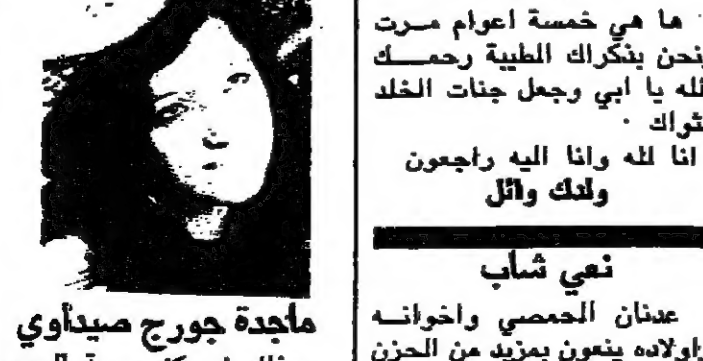 ها هي خمسة اعوام مرت
ونحن بذكراك الطيبة رحمك
الله يا ابي وجعل جنات الخلد
مثواك ·
انا لله وانا اليه راجعون
ولدك وائل
نعي شاب
عدنان الحمصي واخوانه
واولاده ينعون بمزيد من الحزن
ماجدة جورج صيداوي